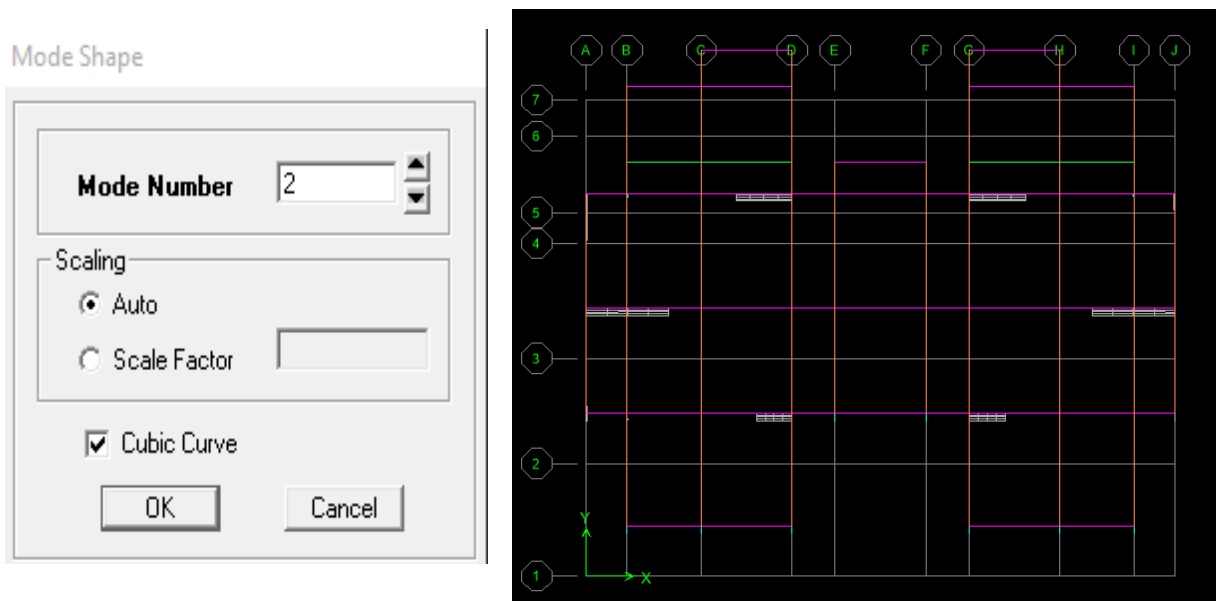 Mode Shape
Mode Number
2
Scaling
Auto
Scale Factor
Cubic Curve
OK
Cancel
A B C D E F G H I J
7
6
5
4
3
2
1
Y
X